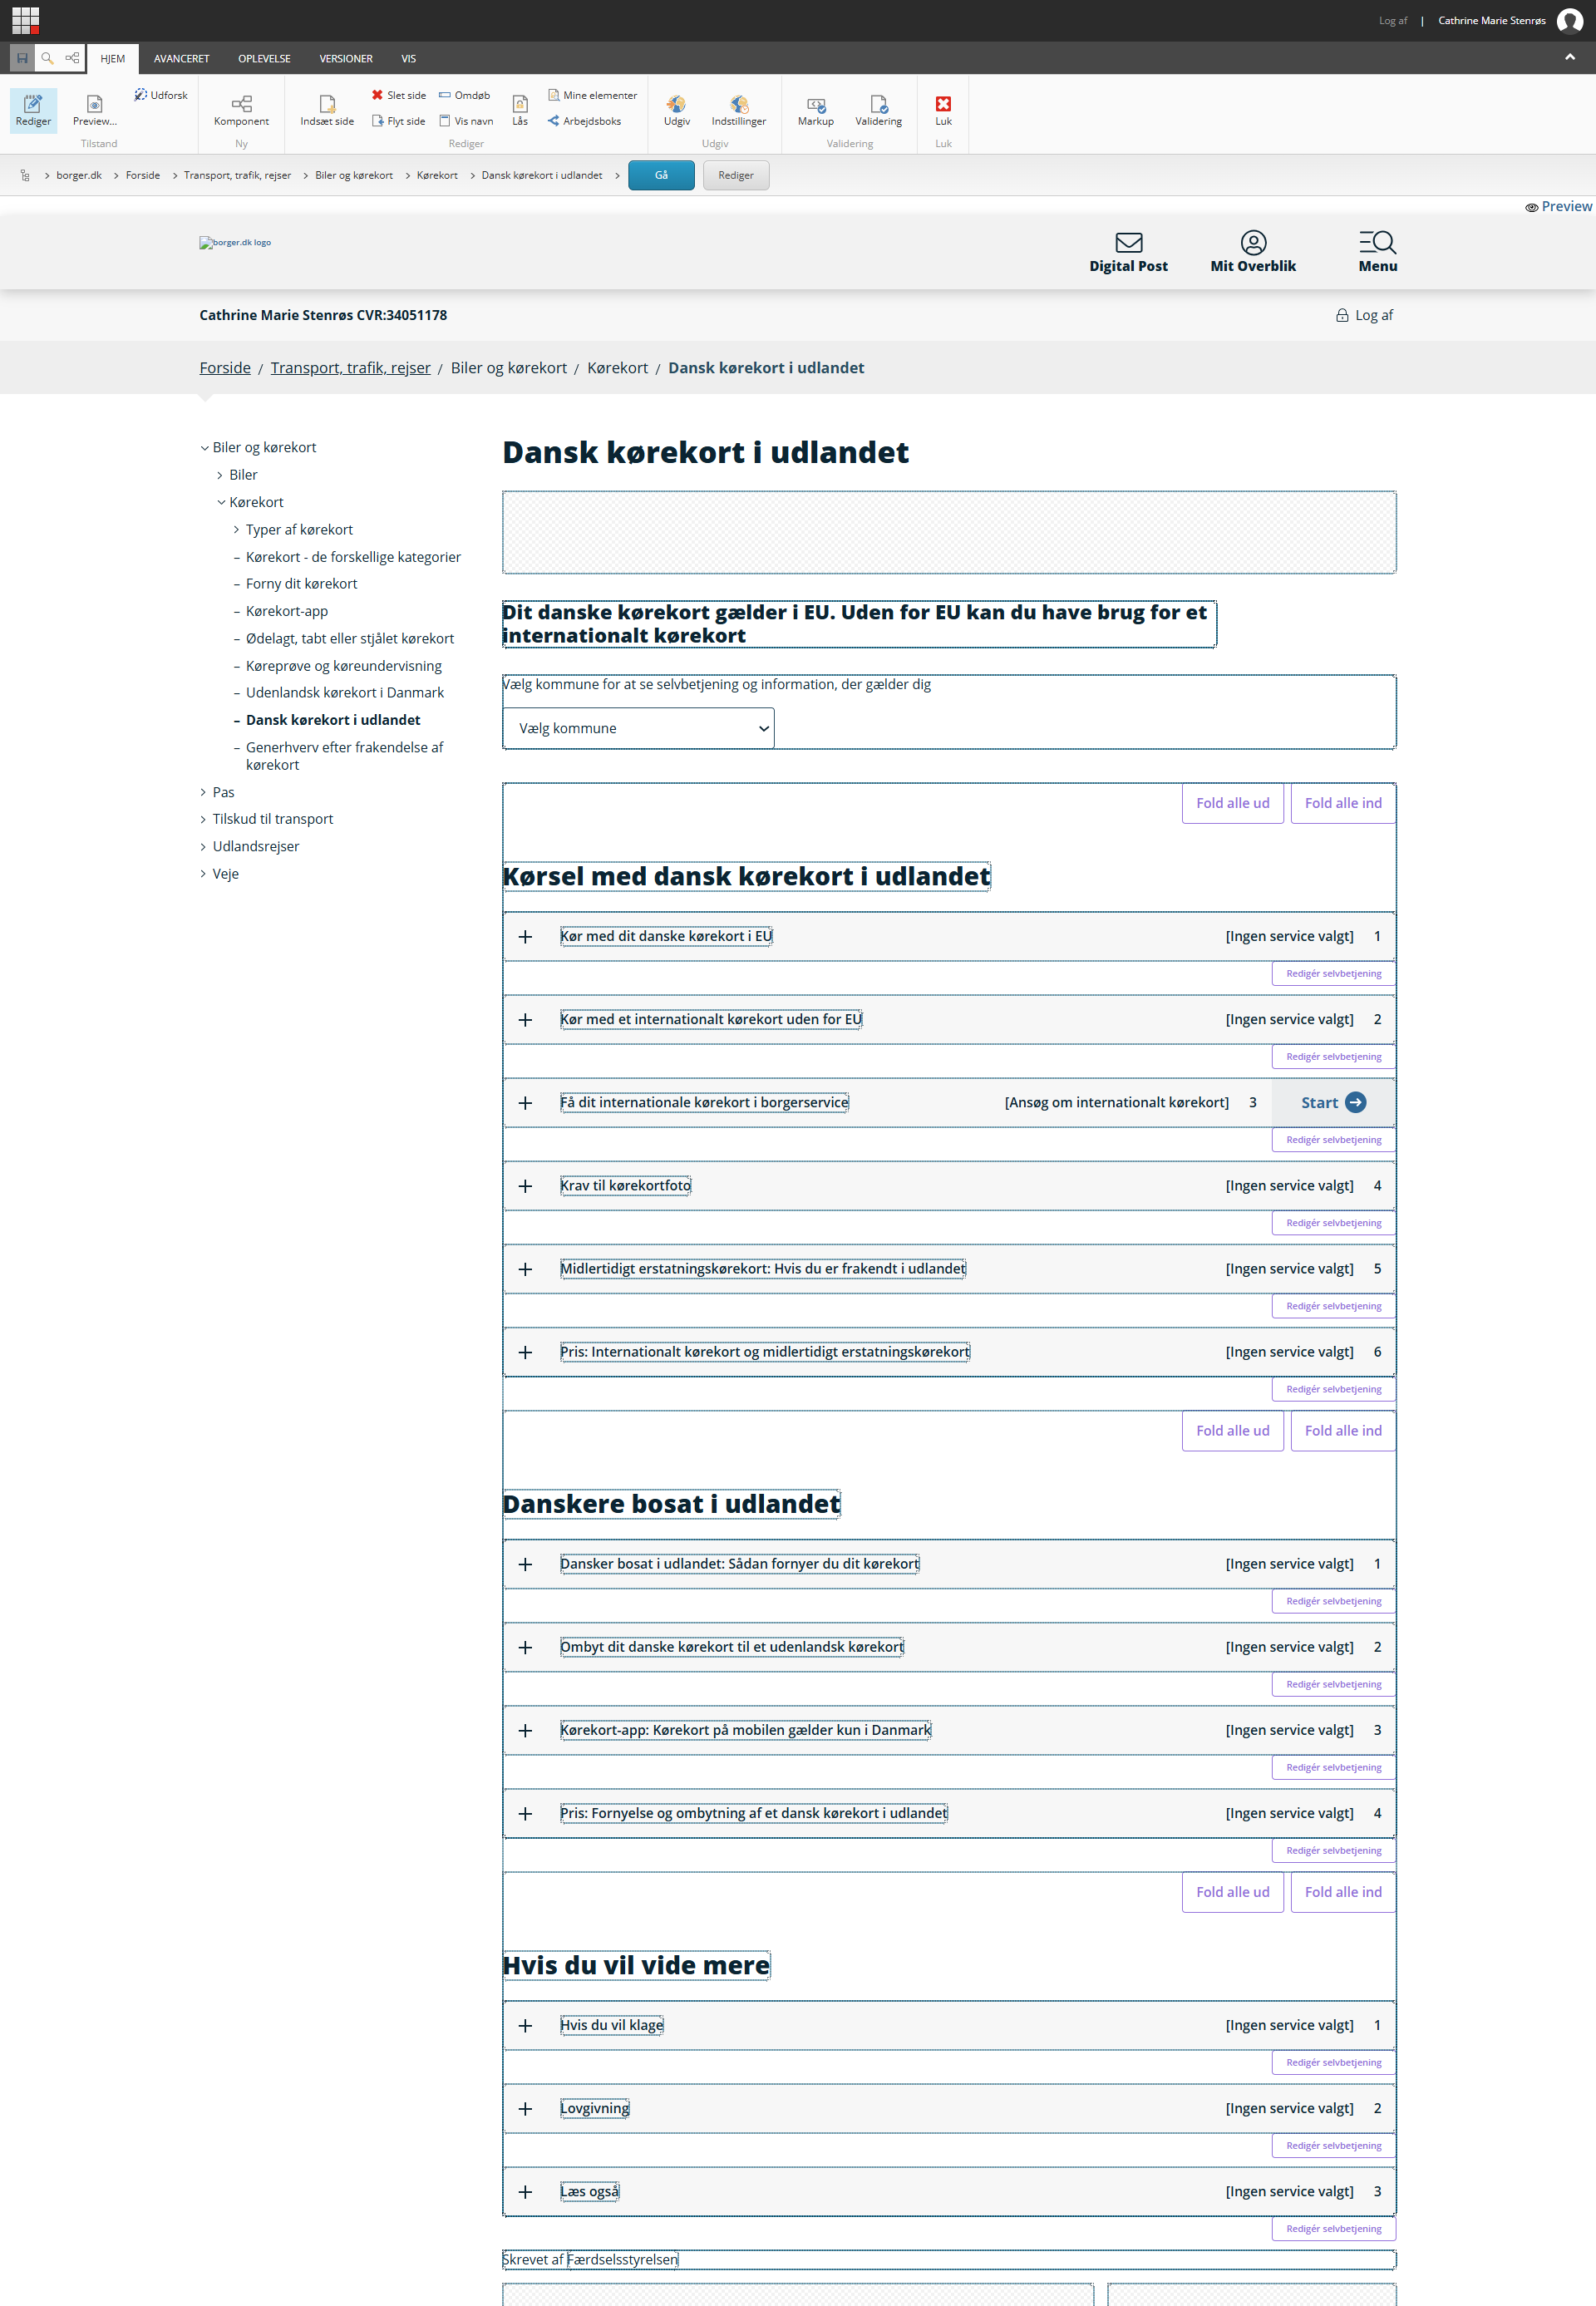 Log af | Cathrine Marie Stenrøs
HJEM AVANCERET OPLEVELSE VERSIONER VIS
Rediger
Preview...
Udforsk
Tilstand
Komponent
Ny
Indsæt side
Slet side
Flyt side
Omdøb
Vis navn
Lås
Mine elementer
Arbejdsboks
Rediger
Udgiv
Indstillinger
Udgiv
Markup
Validering
Validering
Luk
Luk
borger.dk Forside Transport, trafik, rejser Biler og kørekort Kørekort Dansk kørekort i udlandet Gå Rediger
Preview
borger.dk logo
Digital Post
Mit Overblik
Menu
Cathrine Marie Stenrøs CVR:34051178
Log af
Forside / Transport, trafik, rejser / Biler og kørekort / Kørekort / Dansk kørekort i udlandet
Biler og kørekort
Biler
Kørekort
Typer af kørekort
– Kørekort - de forskellige kategorier
– Forny dit kørekort
– Kørekort-app
– Ødelagt, tabt eller stjålet kørekort
– Køreprøve og køreundervisning
– Udenlandsk kørekort i Danmark
– Dansk kørekort i udlandet
– Generhverv efter frakendelse af
kørekort
Pas
Tilskud til transport
Udlandsrejser
Veje
Dansk kørekort i udlandet
Dit danske kørekort gælder i EU. Uden for EU kan du have brug for et
internationalt kørekort
Vælg kommune for at se selvbetjening og information, der gælder dig
Vælg kommune
Fold alle ud Fold alle ind
Kørsel med dansk kørekort i udlandet
Kør med dit danske kørekort i EU [Ingen service valgt] 1
Redigér selvbetjening
Kør med et internationalt kørekort uden for EU [Ingen service valgt] 2
Redigér selvbetjening
Få dit internationale kørekort i borgerservice [Ansøg om internationalt kørekort] 3 Start
Redigér selvbetjening
Krav til kørekortfoto [Ingen service valgt] 4
Redigér selvbetjening
Midlertidigt erstatningskørekort: Hvis du er frakendt i udlandet [Ingen service valgt] 5
Redigér selvbetjening
Pris: Internationalt kørekort og midlertidigt erstatningskørekort [Ingen service valgt] 6
Redigér selvbetjening
Fold alle ud Fold alle ind
Danskere bosat i udlandet
Dansker bosat i udlandet: Sådan fornyer du dit kørekort [Ingen service valgt] 1
Redigér selvbetjening
Ombyt dit danske kørekort til et udenlandsk kørekort [Ingen service valgt] 2
Redigér selvbetjening
Kørekort-app: Kørekort på mobilen gælder kun i Danmark [Ingen service valgt] 3
Redigér selvbetjening
Pris: Fornyelse og ombytning af et dansk kørekort i udlandet [Ingen service valgt] 4
Redigér selvbetjening
Fold alle ud Fold alle ind
Hvis du vil vide mere
Hvis du vil klage [Ingen service valgt] 1
Redigér selvbetjening
Lovgivning [Ingen service valgt] 2
Redigér selvbetjening
Læs også [Ingen service valgt] 3
Redigér selvbetjening
Skrevet af Færdselsstyrelsen